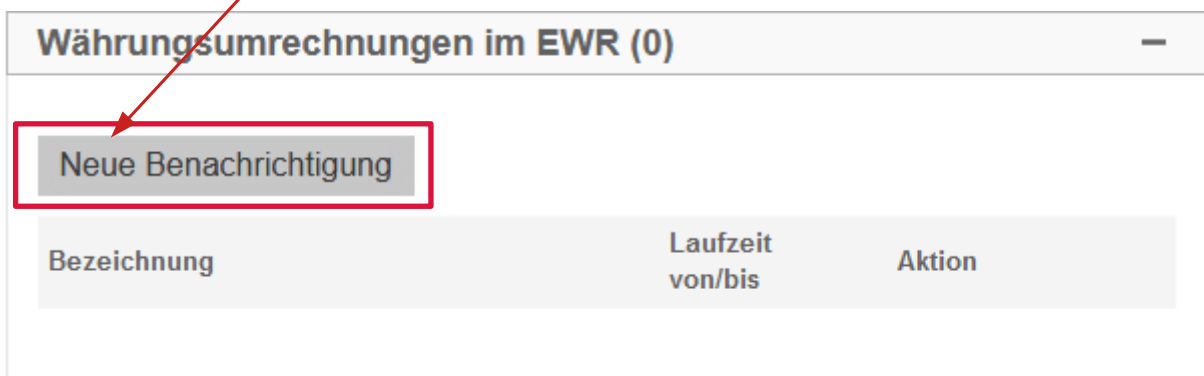 Währungsumrechnungen im EWR (0)
Neue Benachrichtigung
Bezeichnung
Laufzeit
von/bis
Aktion